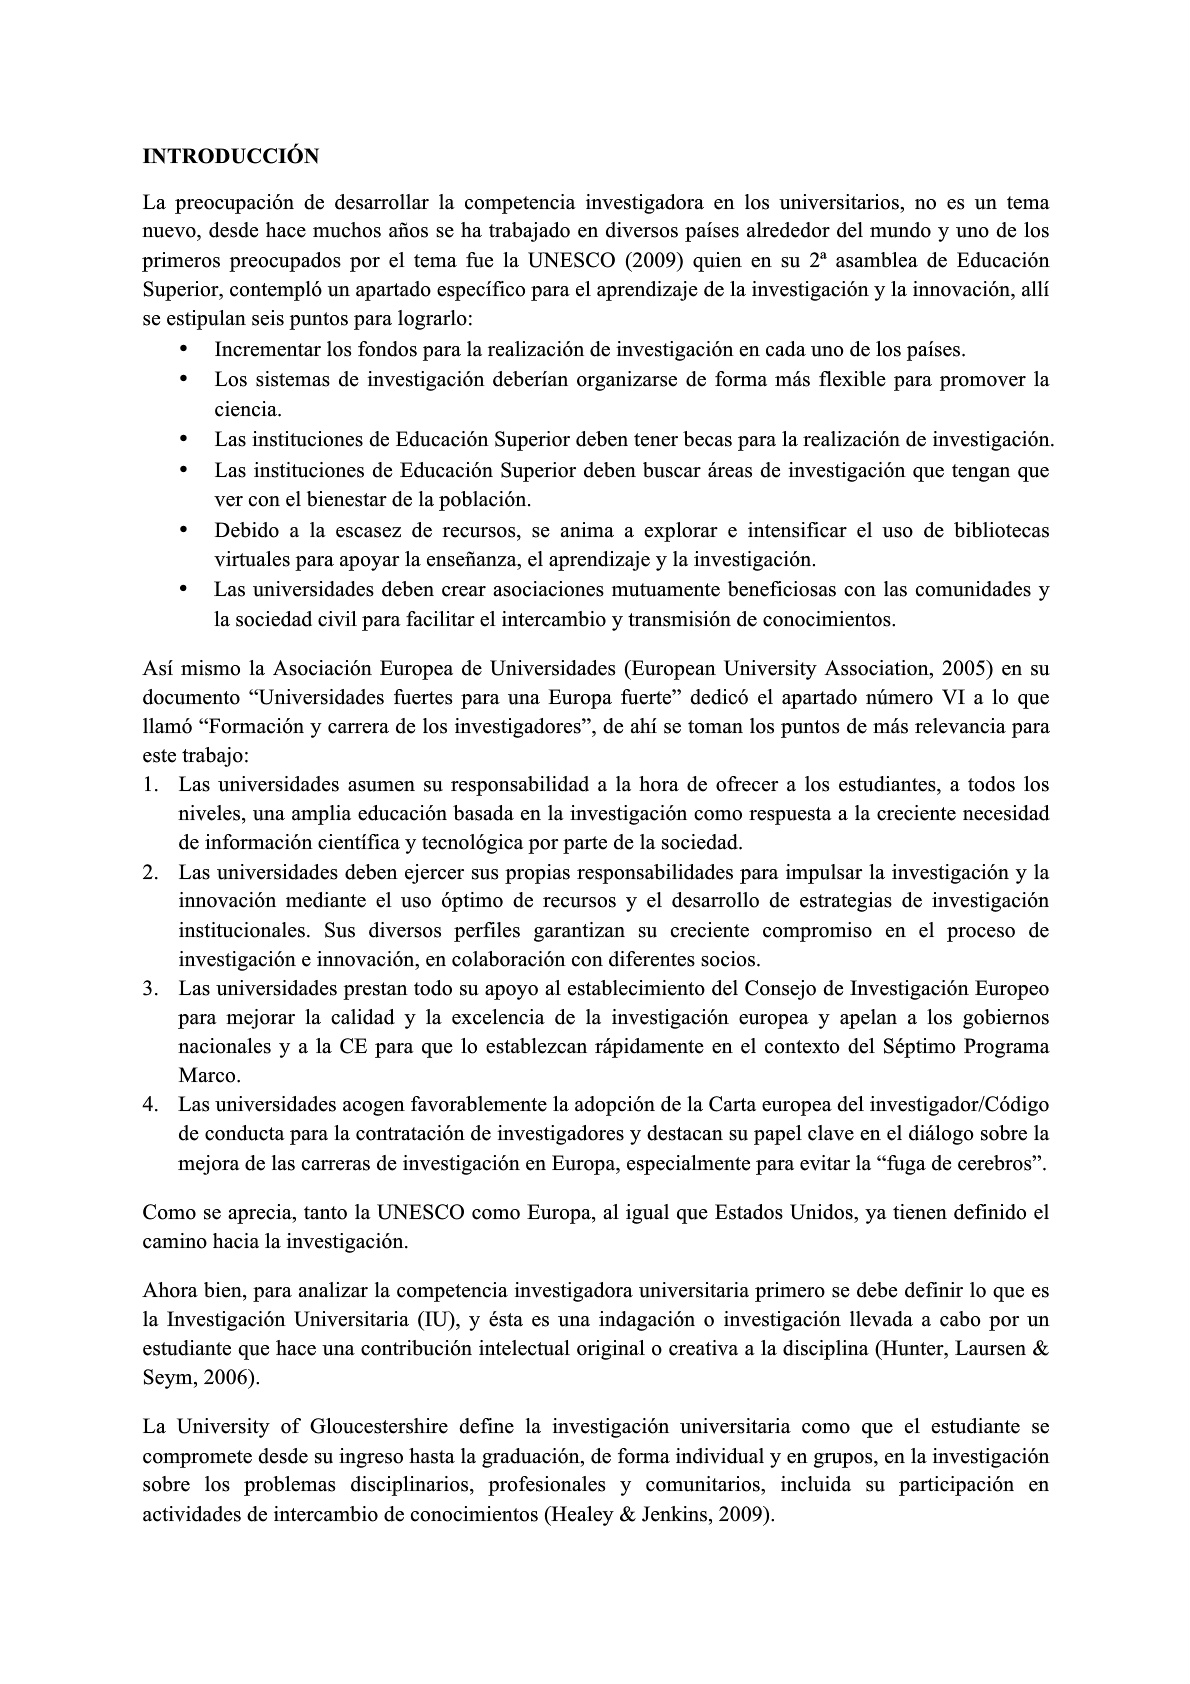 INTRODUCCIÓN
La preocupación de desarrollar la competencia investigadora en los universitarios, no es un tema
nuevo, desde hace muchos años se ha trabajado en diversos países alrededor del mundo y uno de los
primeros preocupados por el tema fue la UNESCO (2009) quien en su 2ª asamblea de Educación
Superior, contempló un apartado específico para el aprendizaje de la investigación y la innovación, allí
se estipulan seis puntos para lograrlo:
• Incrementar los fondos para la realización de investigación en cada uno de los países.
• Los sistemas de investigación deberían organizarse de forma más flexible para promover la
ciencia.
• Las instituciones de Educación Superior deben tener becas para la realización de investigación.
• Las instituciones de Educación Superior deben buscar áreas de investigación que tengan que
ver con el bienestar de la población.
• Debido a la escasez de recursos, se anima a explorar e intensificar el uso de bibliotecas
virtuales para apoyar la enseñanza, el aprendizaje y la investigación.
• Las universidades deben crear asociaciones mutuamente beneficiosas con las comunidades y
la sociedad civil para facilitar el intercambio y transmisión de conocimientos.
Así mismo la Asociación Europea de Universidades (European University Association, 2005) en su
documento “Universidades fuertes para una Europa fuerte” dedicó el apartado número VI a lo que
llamó “Formación y carrera de los investigadores”, de ahí se toman los puntos de más relevancia para
este trabajo:
1. Las universidades asumen su responsabilidad a la hora de ofrecer a los estudiantes, a todos los
niveles, una amplia educación basada en la investigación como respuesta a la creciente necesidad
de información científica y tecnológica por parte de la sociedad.
2. Las universidades deben ejercer sus propias responsabilidades para impulsar la investigación y la
innovación mediante el uso óptimo de recursos y el desarrollo de estrategias de investigación
institucionales. Sus diversos perfiles garantizan su creciente compromiso en el proceso de
investigación e innovación, en colaboración con diferentes socios.
3. Las universidades prestan todo su apoyo al establecimiento del Consejo de Investigación Europeo
para mejorar la calidad y la excelencia de la investigación europea y apelan a los gobiernos
nacionales y a la CE para que lo establezcan rápidamente en el contexto del Séptimo Programa
Marco.
4. Las universidades acogen favorablemente la adopción de la Carta europea del investigador/Código
de conducta para la contratación de investigadores y destacan su papel clave en el diálogo sobre la
mejora de las carreras de investigación en Europa, especialmente para evitar la “fuga de cerebros”.
Como se aprecia, tanto la UNESCO como Europa, al igual que Estados Unidos, ya tienen definido el
camino hacia la investigación.
Ahora bien, para analizar la competencia investigadora universitaria primero se debe definir lo que es
la Investigación Universitaria (IU), y ésta es una indagación o investigación llevada a cabo por un
estudiante que hace una contribución intelectual original o creativa a la disciplina (Hunter, Laursen &
Seym, 2006).
La University of Gloucestershire define la investigación universitaria como que el estudiante se
compromete desde su ingreso hasta la graduación, de forma individual y en grupos, en la investigación
sobre los problemas disciplinarios, profesionales y comunitarios, incluida su participación en
actividades de intercambio de conocimientos (Healey & Jenkins, 2009).